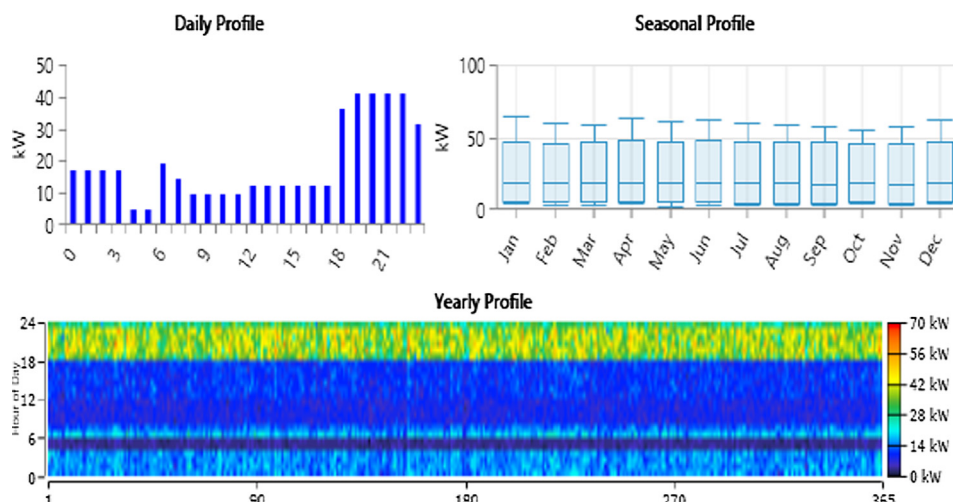 Daily Profile
50
40
30
20
10
0
kW
0 3 6 9 12 15 18 21
Seasonal Profile
100
50
0
kW
Jan Feb Mar Apr May Jun Jul Aug Sep Oct Nov Dec
Yearly Profile
24
18
12
6
0
Hour of Day
1 90 180 270 365
70 kW
56 kW
42 kW
28 kW
14 kW
0 kW